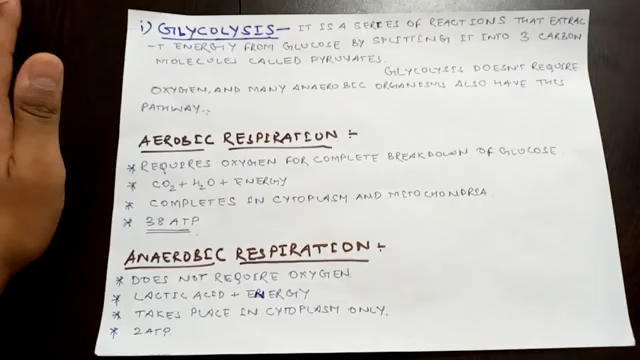 i) GLYCOLYSIS- IT IS A SERIES OF REACTIONS THAT EXTRAC
-T ENERGY FROM GLUCOSE BY SPLITTING IT INTO 3 CARBON
MOLECULES CALLED PYRUVATES.
GLYCOLYSIS DOESN'T REQUIRE
OXYGEN, AND MANY ANAEROBIC ORGANISMS ALSO HAVE THIS
PATHWAY.
AEROBIC RESPIRATION :-
* REQUIRES OXYGEN FOR COMPLETE BREAKDOWN OF GLUCOSE
* CO2 + H2O + ENERGY
* COMPLETES IN CYTOPLASM AND MITOCHONDRIA
* 38 ATP
ANAEROBIC RESPIRATION :-
* DOES NOT REQUIRE OXYGEN
* LACTIC ACID + ENERGY
* TAKES PLACE IN CYTOPLASM ONLY.
* 2 ATP